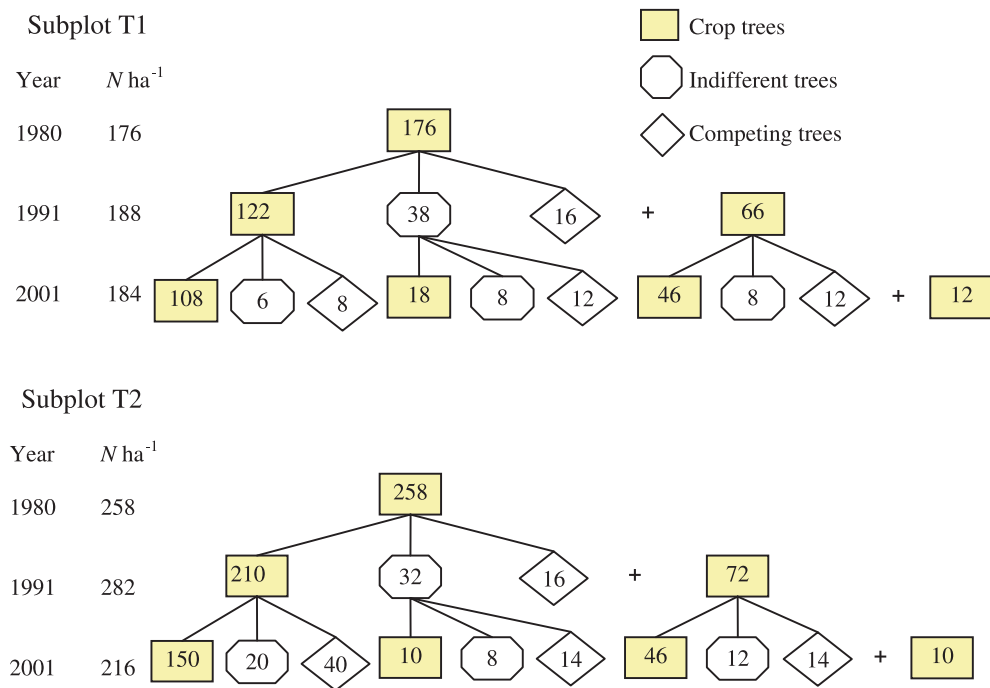 Subplot T1
Crop trees
Year N ha-1
Indifferent trees
1980 176 176
Competing trees
1991 188 122 38 16 + 66
2001 184 108 6 8 18 8 12 46 8 12 + 12
Subplot T2
Year N ha-1
1980 258 258
1991 282 210 32 16 + 72
2001 216 150 20 40 10 8 14 46 12 14 + 10